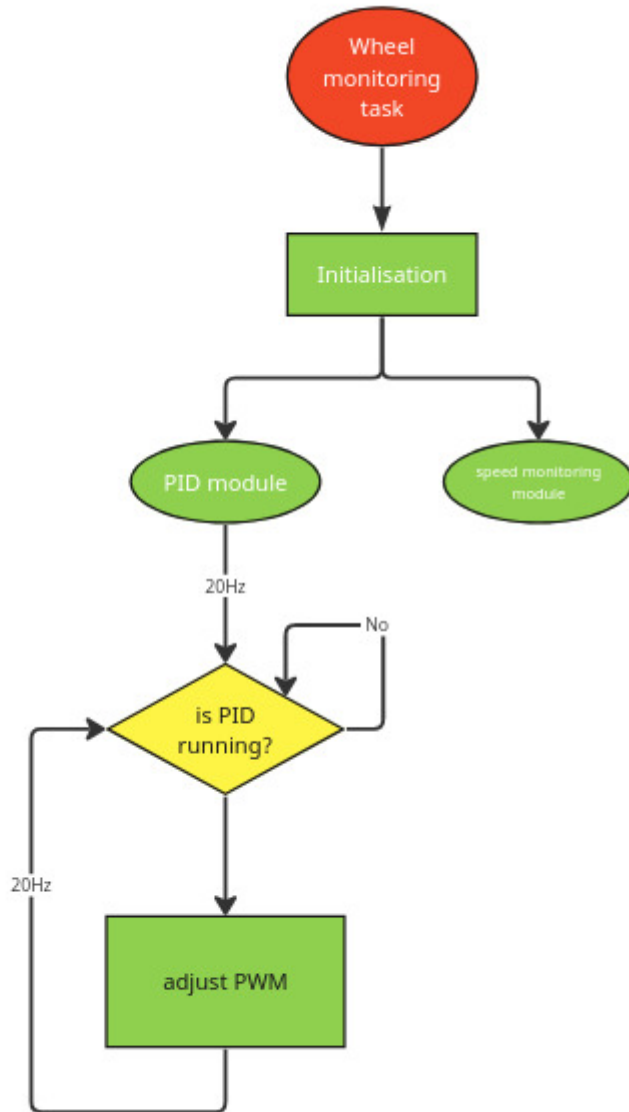 Wheel
monitoring
task
Initialisation
PID module
speed monitoring
module
20Hz
No
is PID
running?
20Hz
adjust PWM